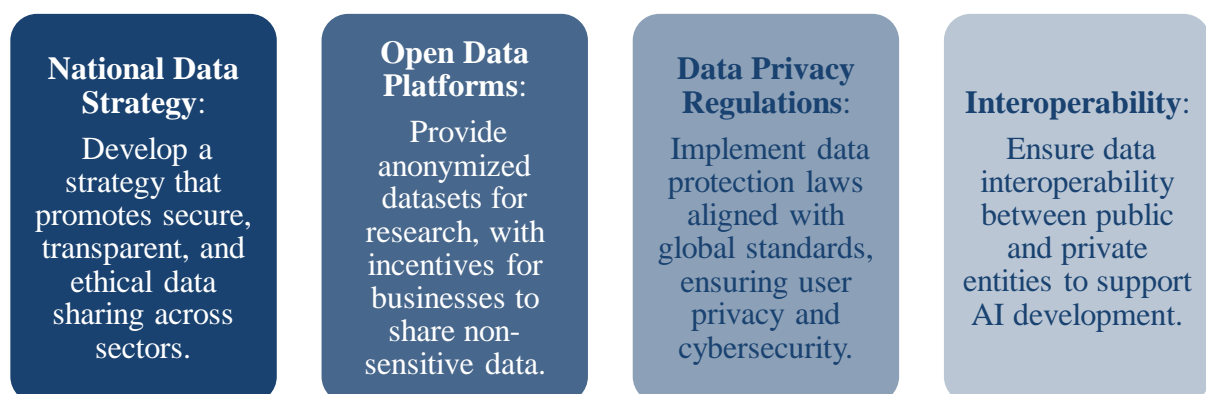 National Data
Strategy:
Develop a
strategy that
promotes secure,
transparent, and
ethical data
sharing across
sectors.
Open Data
Platforms:
Provide
anonymized
datasets for
research, with
incentives for
businesses to
share non-
sensitive data.
Data Privacy
Regulations:
Implement data
protection laws
aligned with
global standards,
ensuring user
privacy and
cybersecurity.
Interoperability:
Ensure data
interoperability
between public
and private
entities to support
AI development.